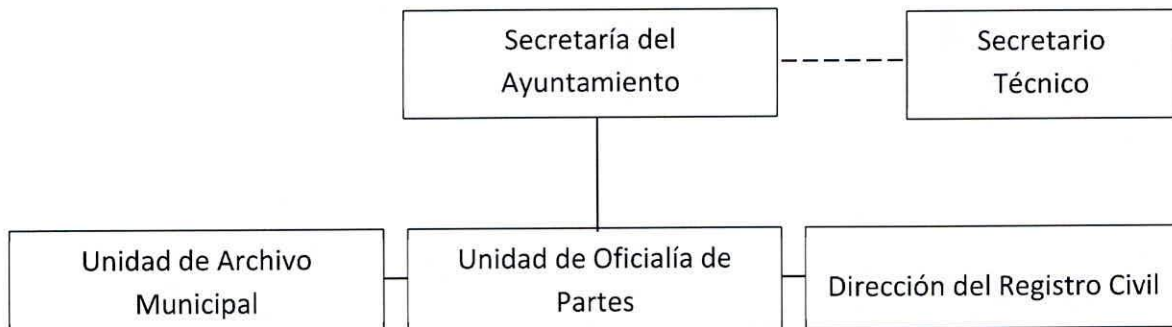 Secretaría del
Ayuntamiento
Secretario
Técnico
Unidad de Archivo
Municipal
Unidad de Oficialía de
Partes
Dirección del Registro Civil